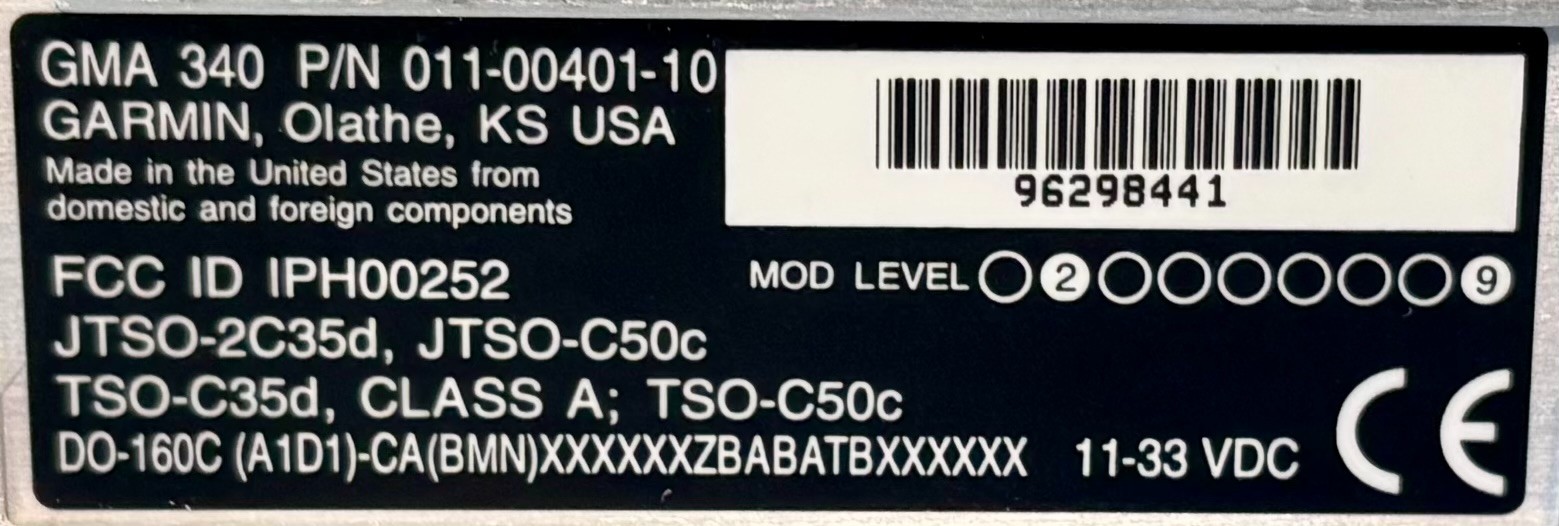 GMA 340 P/N 011-00401-10
GARMIN, Olathe, KS USA
Made in the United States from
domestic and foreign components
96298441
FCC ID IPH00252
MOD LEVEL 2 9
JTSO-2C35d, JTSO-C50c
TSO-C35d, CLASS A; TSO-C50c
DO-160C (A1D1)-CA(BMN)XXXXXXZBABATBXXXXXX 11-33 VDC
CE